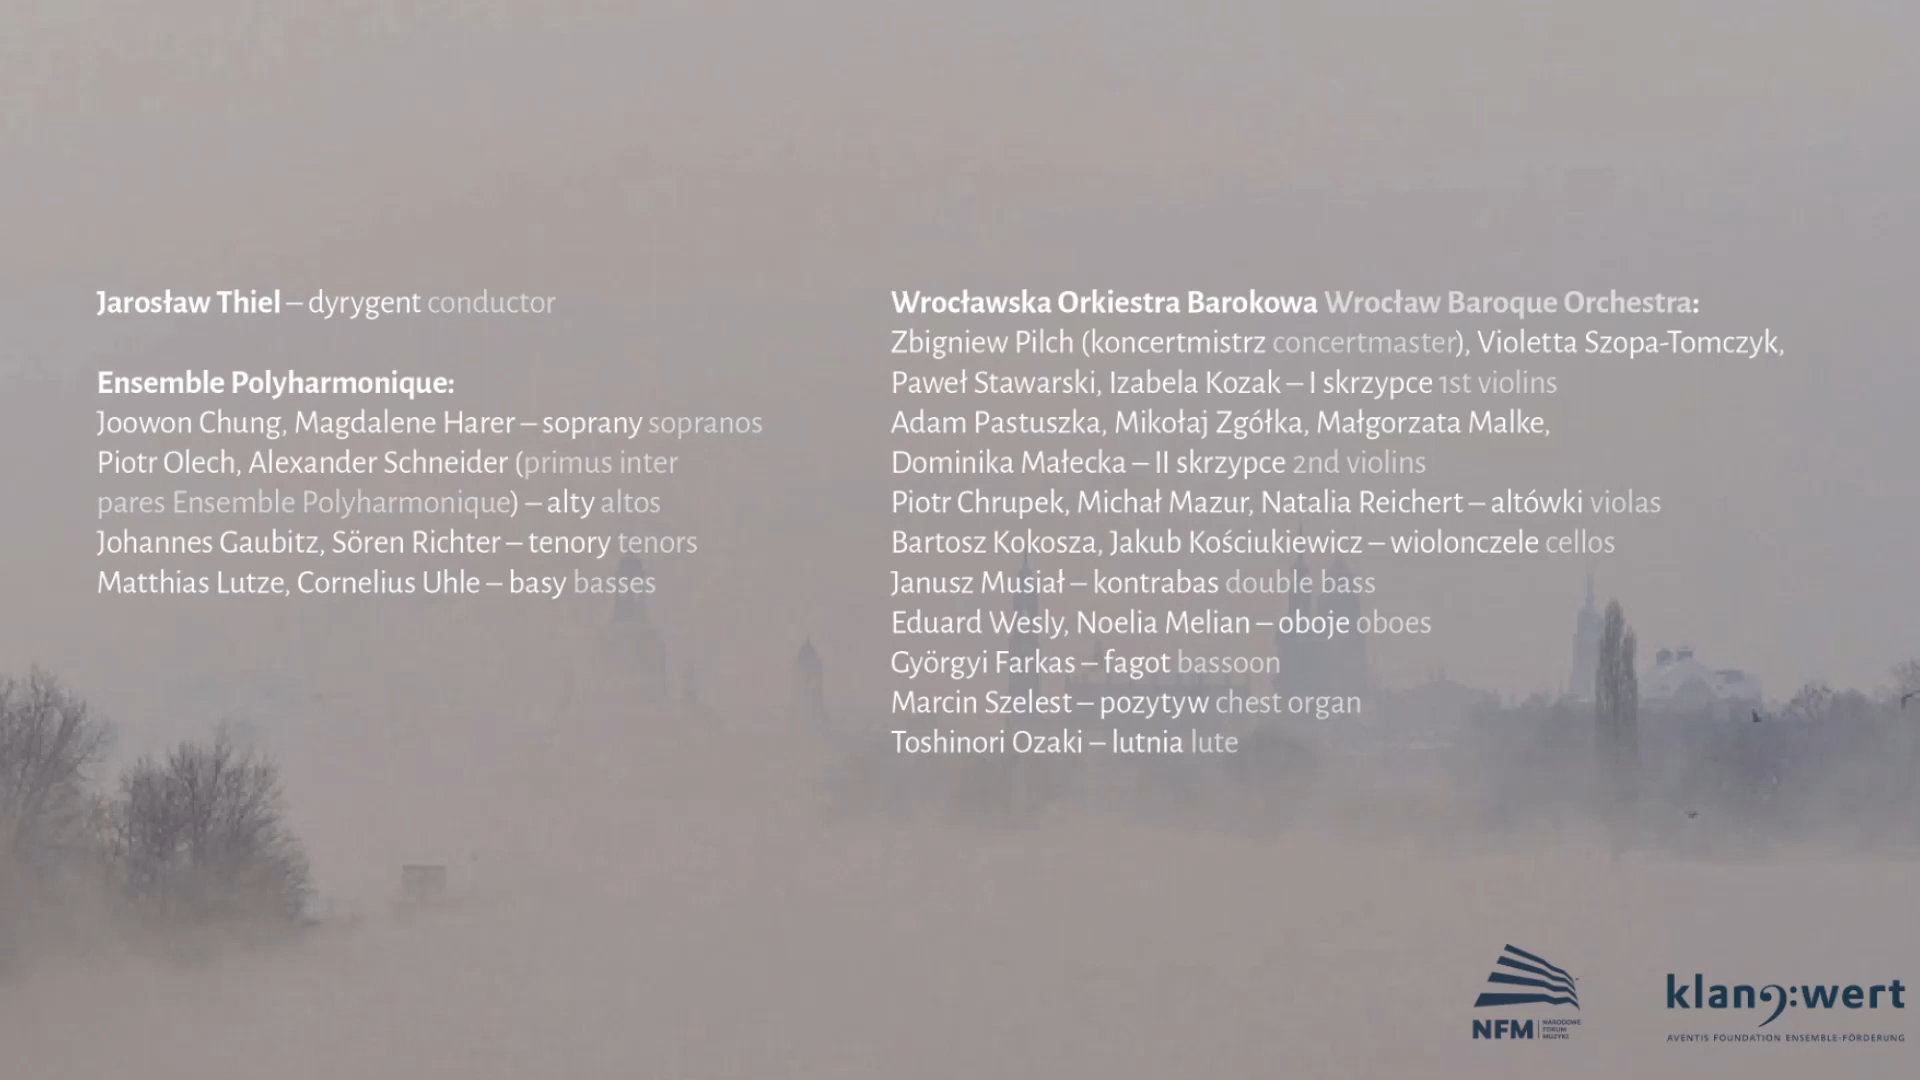 Jarosław Thiel – dyrygent conductor
Ensemble Polyharmonique:
Joowon Chung, Magdalene Harer – soprany sopranos
Piotr Olech, Alexander Schneider (primus inter
pares Ensemble Polyharmonique) – alty altos
Johannes Gaubitz, Sören Richter – tenory tenors
Matthias Lutze, Cornelius Uhle – basy basses
Wrocławska Orkiestra Barokowa Wrocław Baroque Orchestra:
Zbigniew Pilch (koncertmistrz concertmaster), Violetta Szopa-Tomczyk,
Paweł Stawarski, Izabela Kozak – I skrzypce 1st violins
Adam Pastuszka, Mikołaj Zgółka, Małgorzata Malke,
Dominika Małecka – II skrzypce 2nd violins
Piotr Chrupek, Michał Mazur, Natalia Reichert – altówki violas
Bartosz Kokosza, Jakub Kościukiewicz – wiolonczele cellos
Janusz Musiał – kontrabas double bass
Eduard Wesly, Noelia Melian – oboje oboes
Györgyi Farkas – fagot bassoon
Marcin Szelest – pozytyw chest organ
Toshinori Ozaki – lutnia lute
NFM
NARODOWE
FORUM
MUZYKI
klang:wert
AVENTIS FOUNDATION ENSEMBLE-FÖRDERUNG